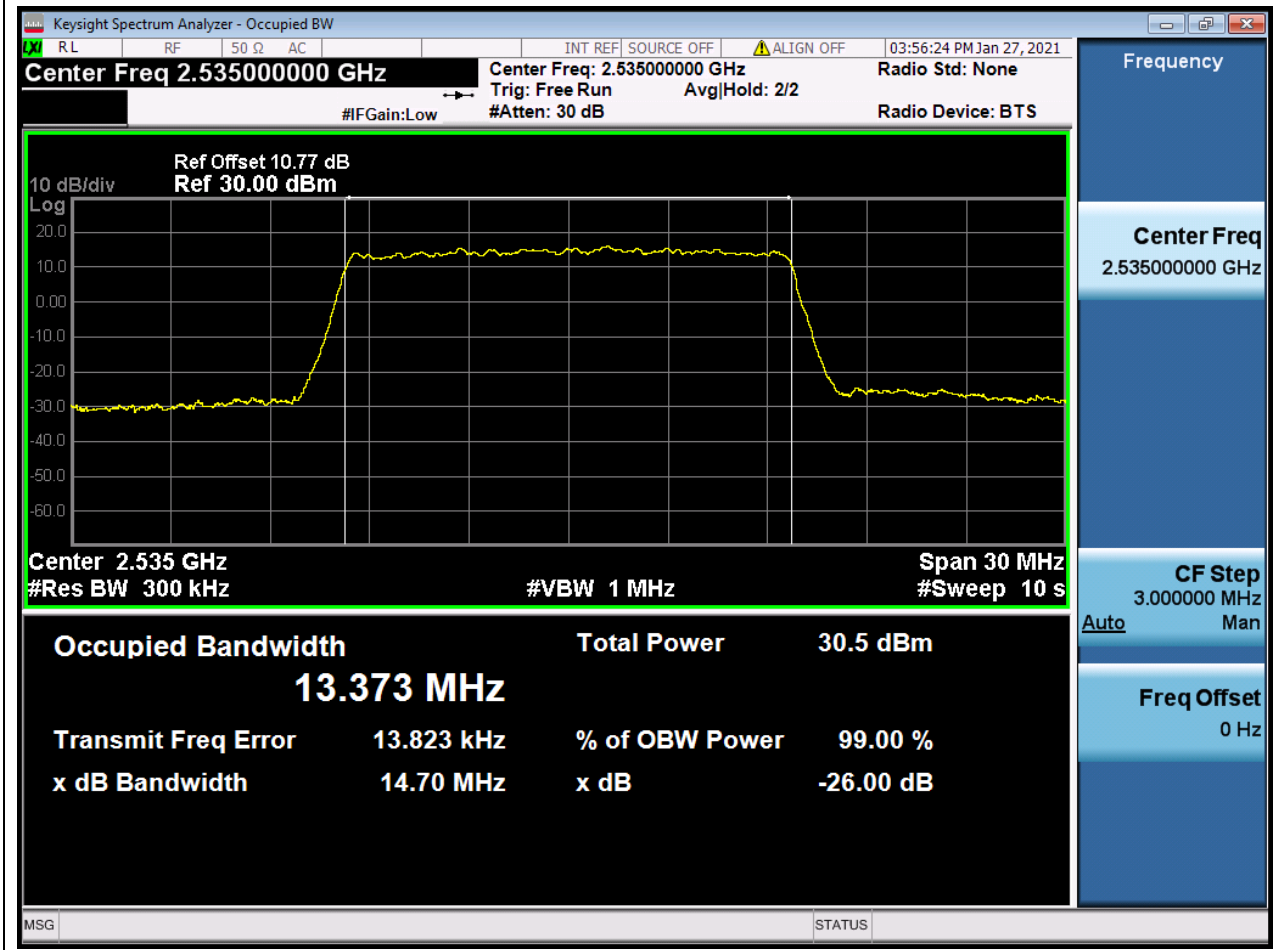 Keysight Spectrum Analyzer - Occupied BW
LXI RL RF 50 Ω AC INT REF SOURCE OFF ALIGN OFF 03:56:24 PM Jan 27, 2021
Center Freq 2.535000000 GHz
Center Freq: 2.535000000 GHz
Radio Std: None
Trig: Free Run Avg|Hold: 2/2
#IFGain:Low
#Atten: 30 dB
Radio Device: BTS
Ref Offset 10.77 dB
10 dB/div Ref 30.00 dBm
Log
20.0
10.0
0.00
-10.0
-20.0
-30.0
-40.0
-50.0
-60.0
Center 2.535 GHz Span 30 MHz
#Res BW 300 kHz #VBW 1 MHz #Sweep 10 s
Occupied Bandwidth Total Power 30.5 dBm
13.373 MHz
Transmit Freq Error 13.823 kHz % of OBW Power 99.00 %
x dB Bandwidth 14.70 MHz x dB -26.00 dB
MSG STATUS
Frequency
Center Freq
2.535000000 GHz
CF Step
3.000000 MHz
Auto Man
Freq Offset
0 Hz